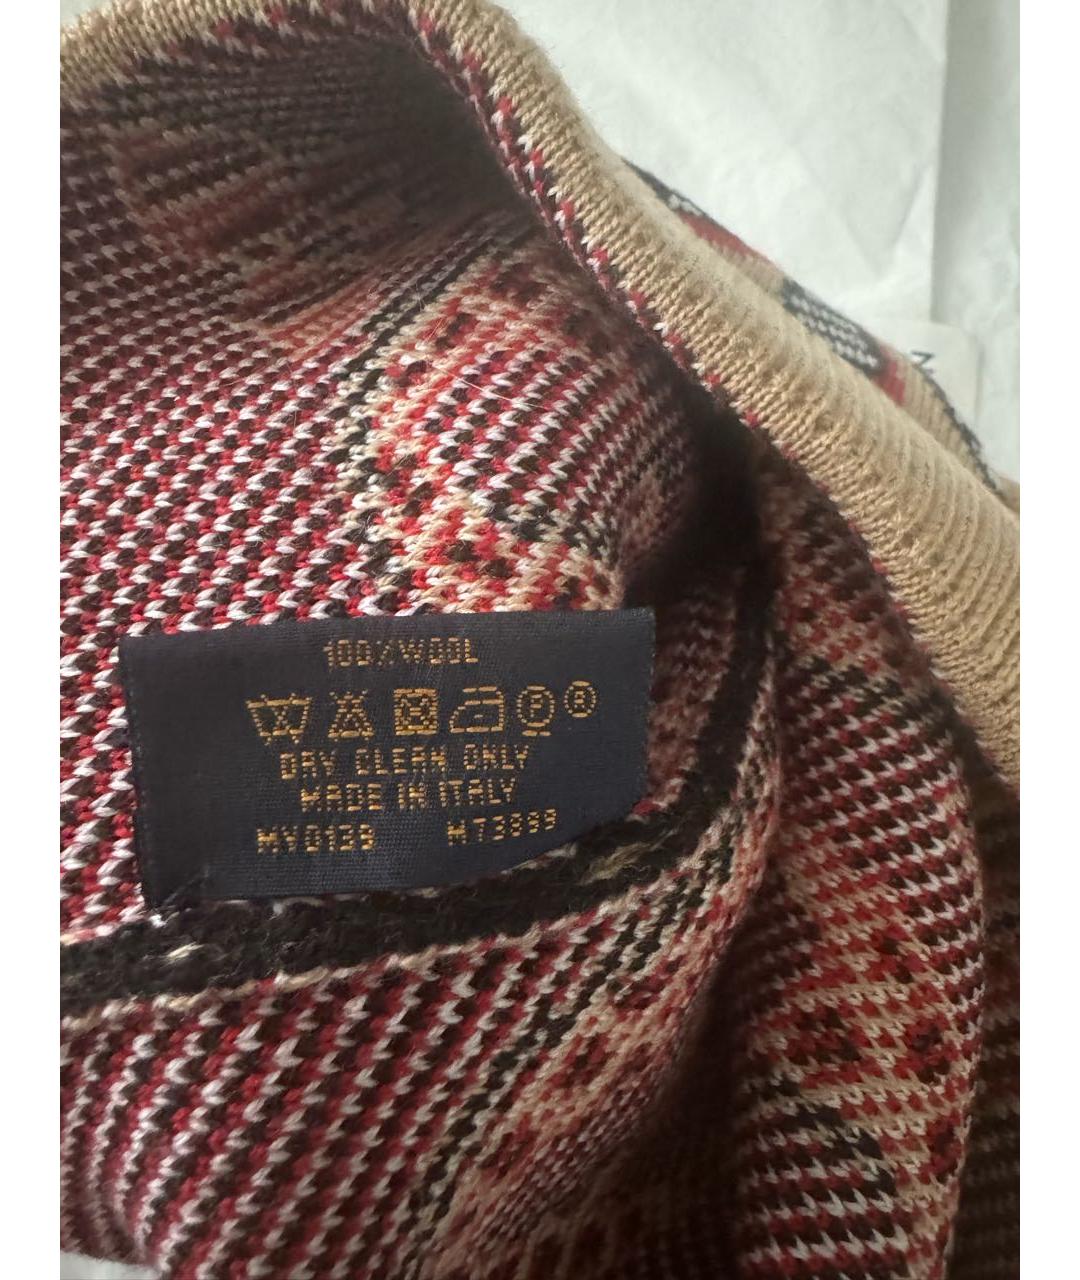 100%WOOL
P R
DRY CLEAN ONLY
MADE IN ITALY
MY0139 M73899